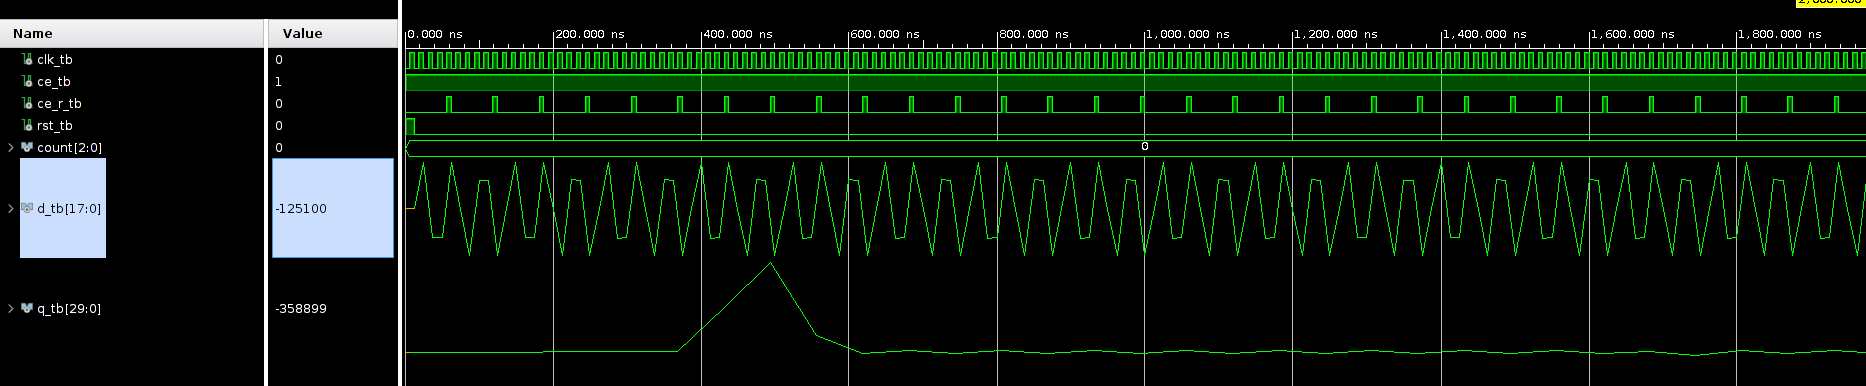 Name Value
0.000 ns 200.000 ns 400.000 ns 600.000 ns 800.000 ns 1,000.000 ns 1,200.000 ns 1,400.000 ns 1,600.000 ns 1,800.000 ns
clk_tb 0
ce_tb 1
ce_r_tb 0
rst_tb 0
count[2:0] 0 0
d_tb[17:0] -125100
q_tb[29:0] -358899